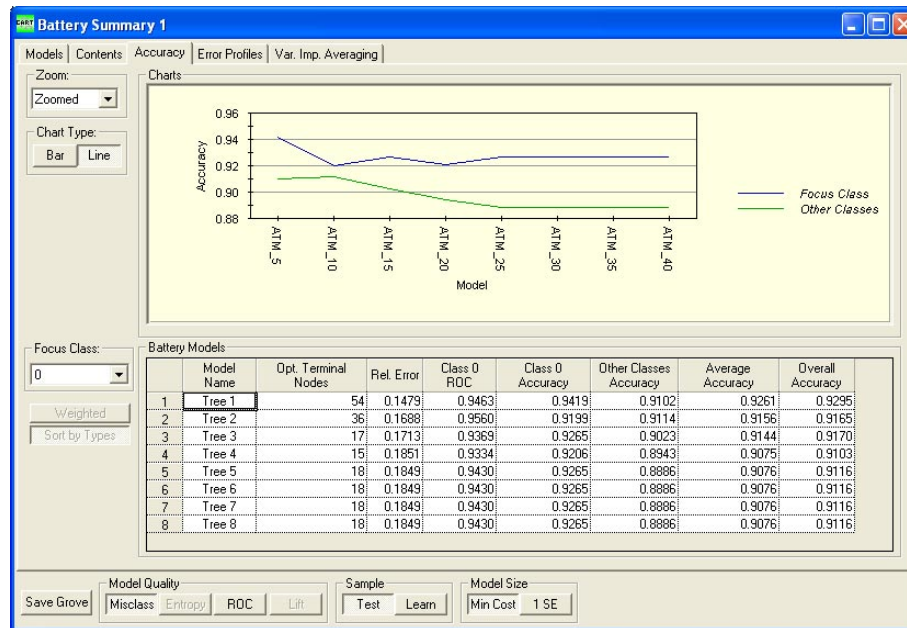 CART Battery Summary 1
Models Contents Accuracy Error Profiles Var. Imp. Averaging
Zoom:
Zoomed
Chart Type:
Bar Line
Charts
0.96
0.94
0.92
0.90
0.88
Accuracy
ATM_5 ATM_10 ATM_15 ATM_20 ATM_25 ATM_30 ATM_35 ATM_40
Model
Focus Class
Other Classes
Focus Class:
0
Weighted
Sort by Types
Battery Models
Model Name Opt. Terminal Nodes Rel. Error Class 0 ROC Class 0 Accuracy Other Classes Accuracy Average Accuracy Overall Accuracy
1 Tree 1 54 0.1479 0.9463 0.9419 0.9102 0.9261 0.9295
2 Tree 2 36 0.1688 0.9560 0.9199 0.9114 0.9156 0.9165
3 Tree 3 17 0.1713 0.9369 0.9265 0.9023 0.9144 0.9170
4 Tree 4 15 0.1851 0.9334 0.9206 0.8943 0.9075 0.9103
5 Tree 5 18 0.1849 0.9430 0.9265 0.8886 0.9076 0.9116
6 Tree 6 18 0.1849 0.9430 0.9265 0.8886 0.9076 0.9116
7 Tree 7 18 0.1849 0.9430 0.9265 0.8886 0.9076 0.9116
8 Tree 8 18 0.1849 0.9430 0.9265 0.8886 0.9076 0.9116
Save Grove
Model Quality
Misclass Entropy ROC Lift
Sample
Test Learn
Model Size
Min Cost 1 SE